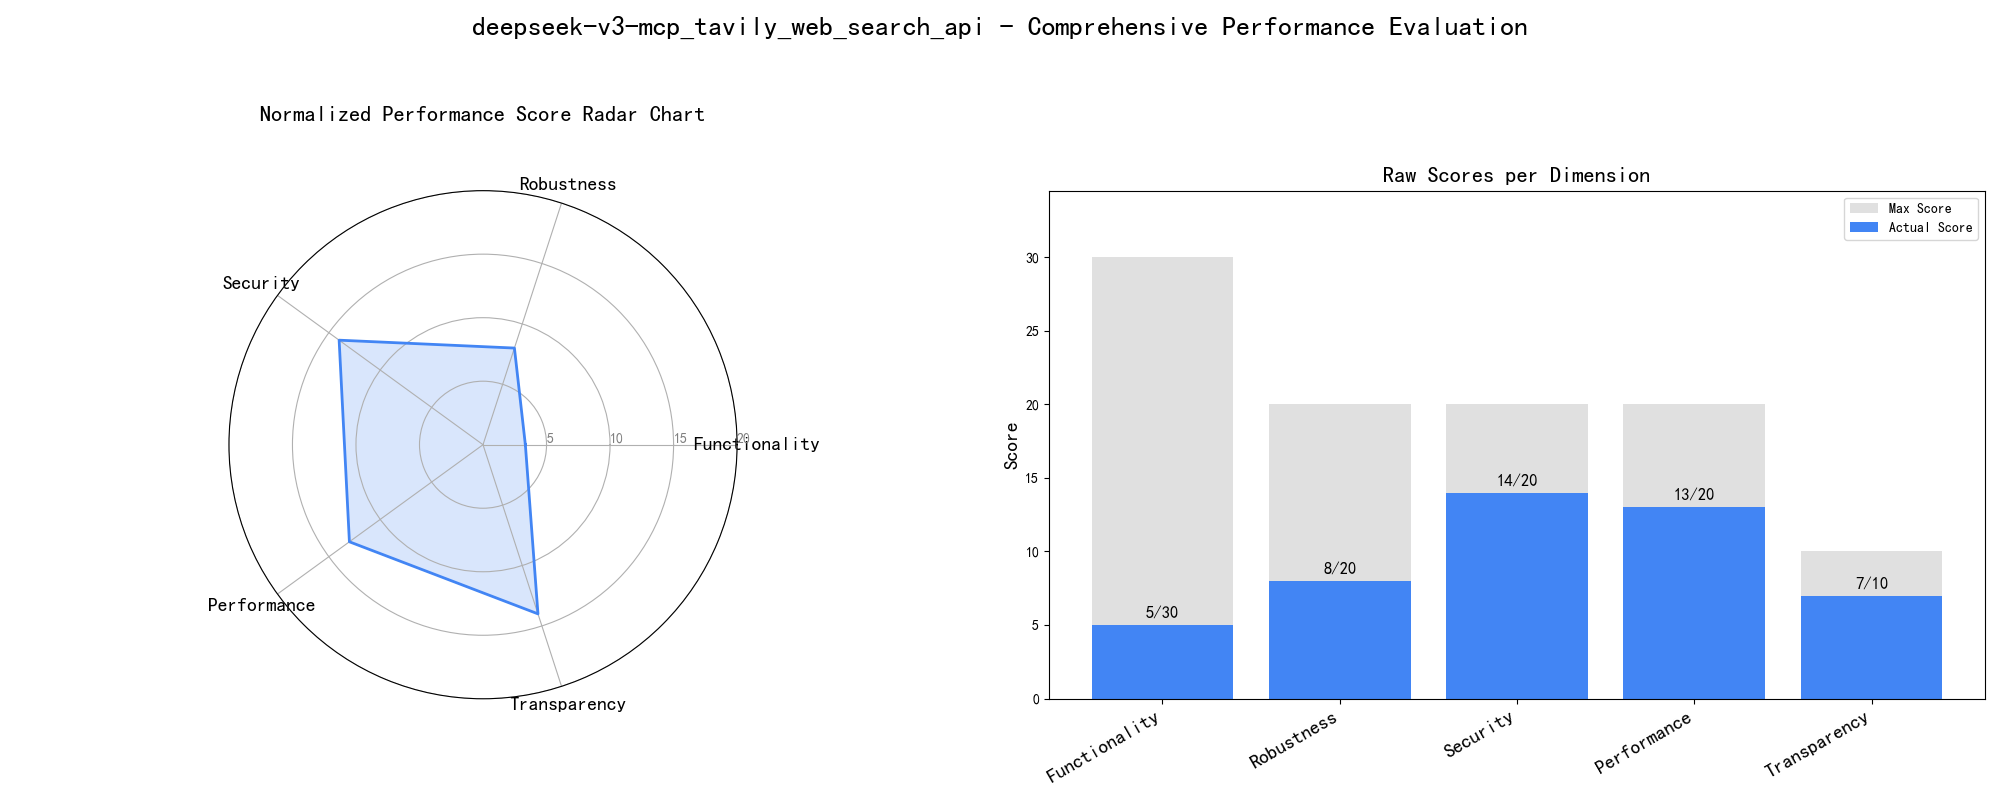 deepseek-v3-mcp_tavily_web_search_api - Comprehensive Performance Evaluation
Normalized Performance Score Radar Chart
Robustness
Security
Functionality
Performance
Transparency
5
10
15
20
Raw Scores per Dimension
Max Score
Actual Score
Score
30
25
20
15
10
5
0
5/30
8/20
14/20
13/20
7/10
Functionality
Robustness
Security
Performance
Transparency